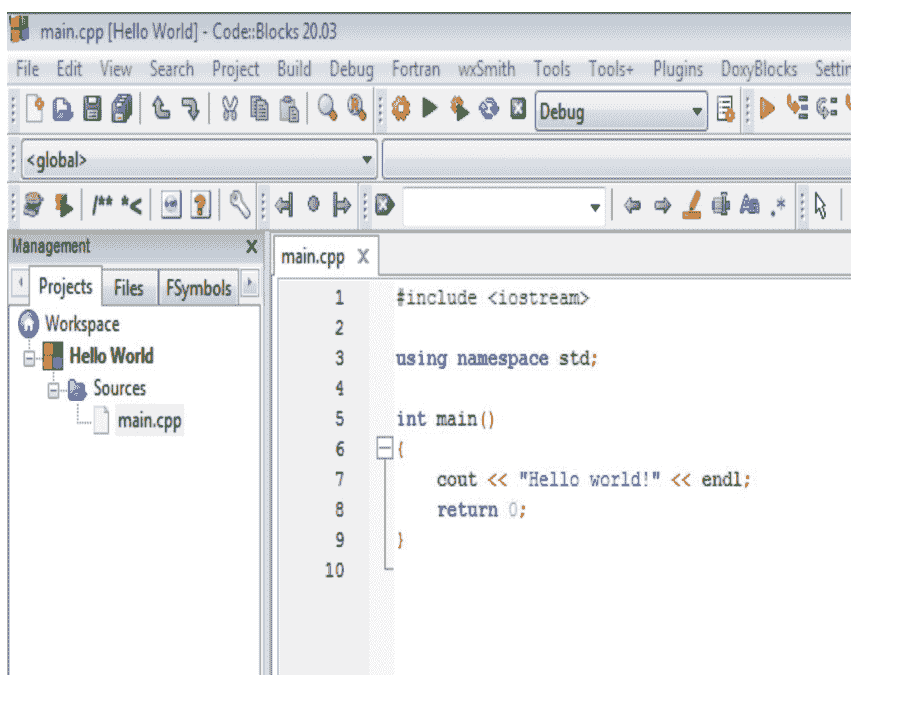 main.cpp [Hello World] - Code::Blocks 20.03
File Edit View Search Project Build Debug Fortran wxSmith Tools Tools+ Plugins DoxyBlocks Settin
Debug
<global>
/** *<
Aa .*
Management X
main.cpp X
Projects Files FSymbols
Workspace
Hello World
Sources
main.cpp
1 #include <iostream>
2
3 using namespace std;
4
5 int main()
6 {
7 cout << "Hello world!" << endl;
8 return 0;
9 }
10